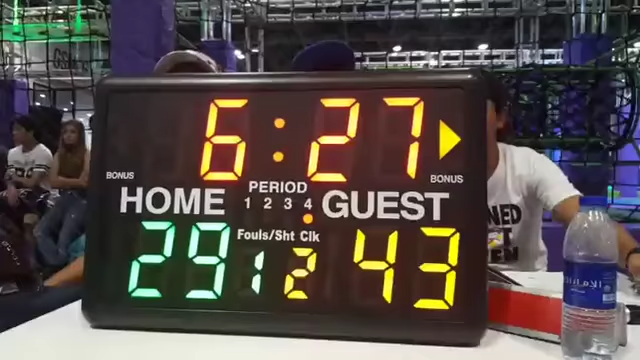 6:27
BONUS
PERIOD
BONUS
HOME
1 2 3 4
GUEST
Fouls/Sht Clk
29
1
2
43